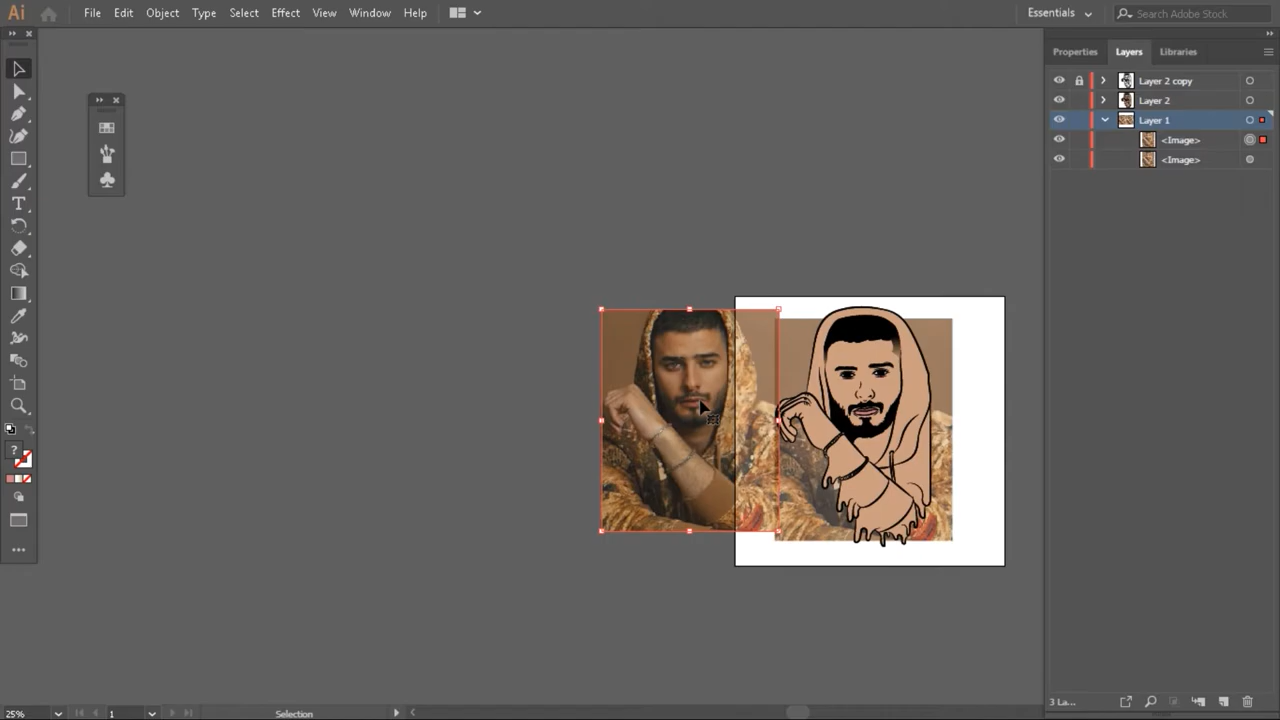 Ai File Edit Object Type Select Effect View Window Help Essentials Search Adobe Stock
Properties Layers Libraries
Layer 2 copy
Layer 2
Layer 1
<Image>
<Image>
T
?
3 La...
25% 1 Selection